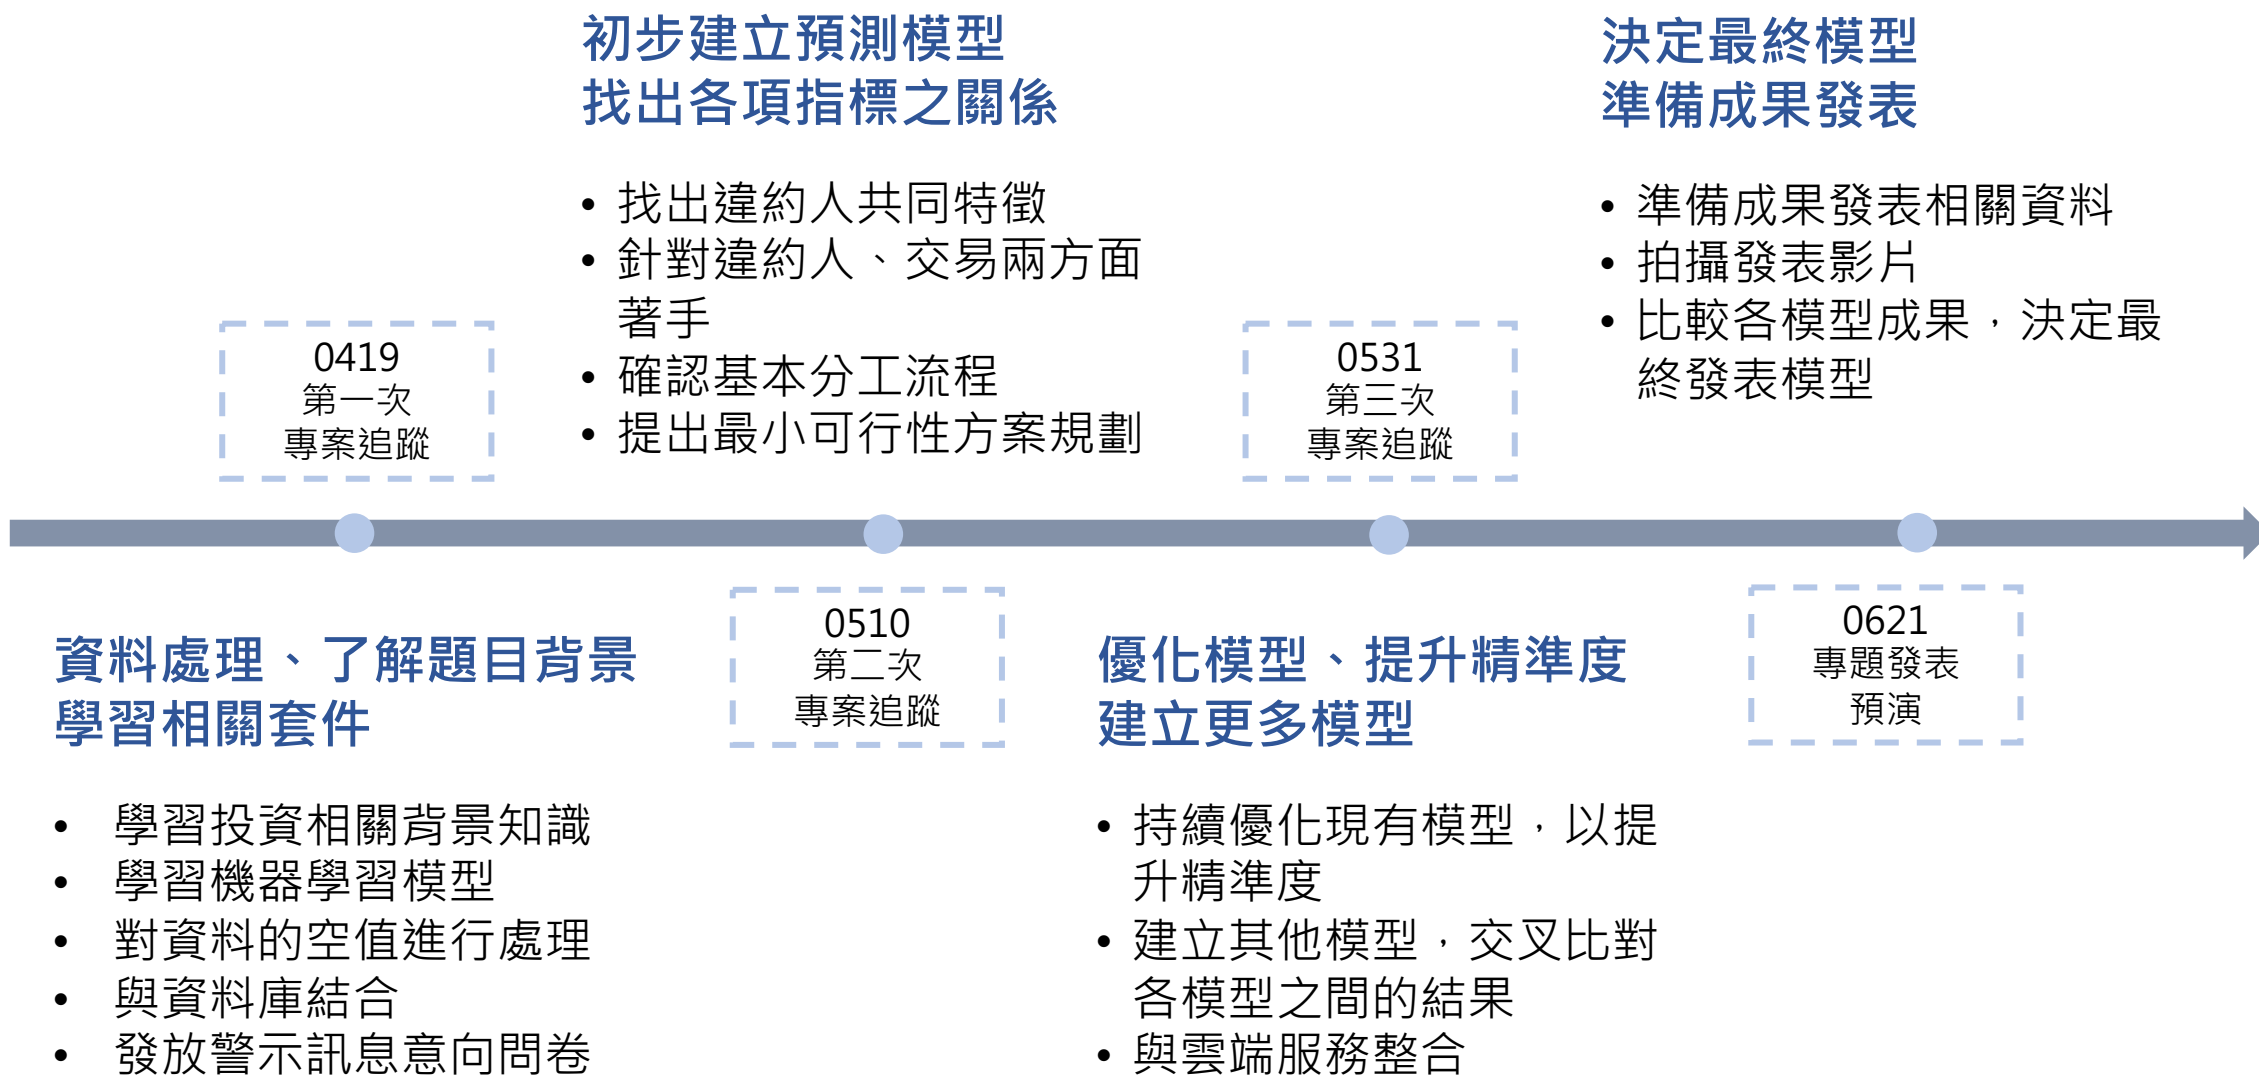 0419
第一次
專案追蹤
資料處理、了解題目背景
學習相關套件
• 學習投資相關背景知識
• 學習機器學習模型
• 對資料的空值進行處理
• 與資料庫結合
• 發放警示訊息意向問卷
初步建立預測模型
找出各項指標之關係
• 找出違約人共同特徵
• 針對違約人、交易兩方面
著手
• 確認基本分工流程
• 提出最小可行性方案規劃
0510
第二次
專案追蹤
0531
第三次
專案追蹤
優化模型、提升精準度
建立更多模型
• 持續優化現有模型，以提
升精準度
• 建立其他模型，交叉比對
各模型之間的結果
• 與雲端服務整合
決定最終模型
準備成果發表
• 準備成果發表相關資料
• 拍攝發表影片
• 比較各模型成果，決定最
終發表模型
0621
專題發表
預演